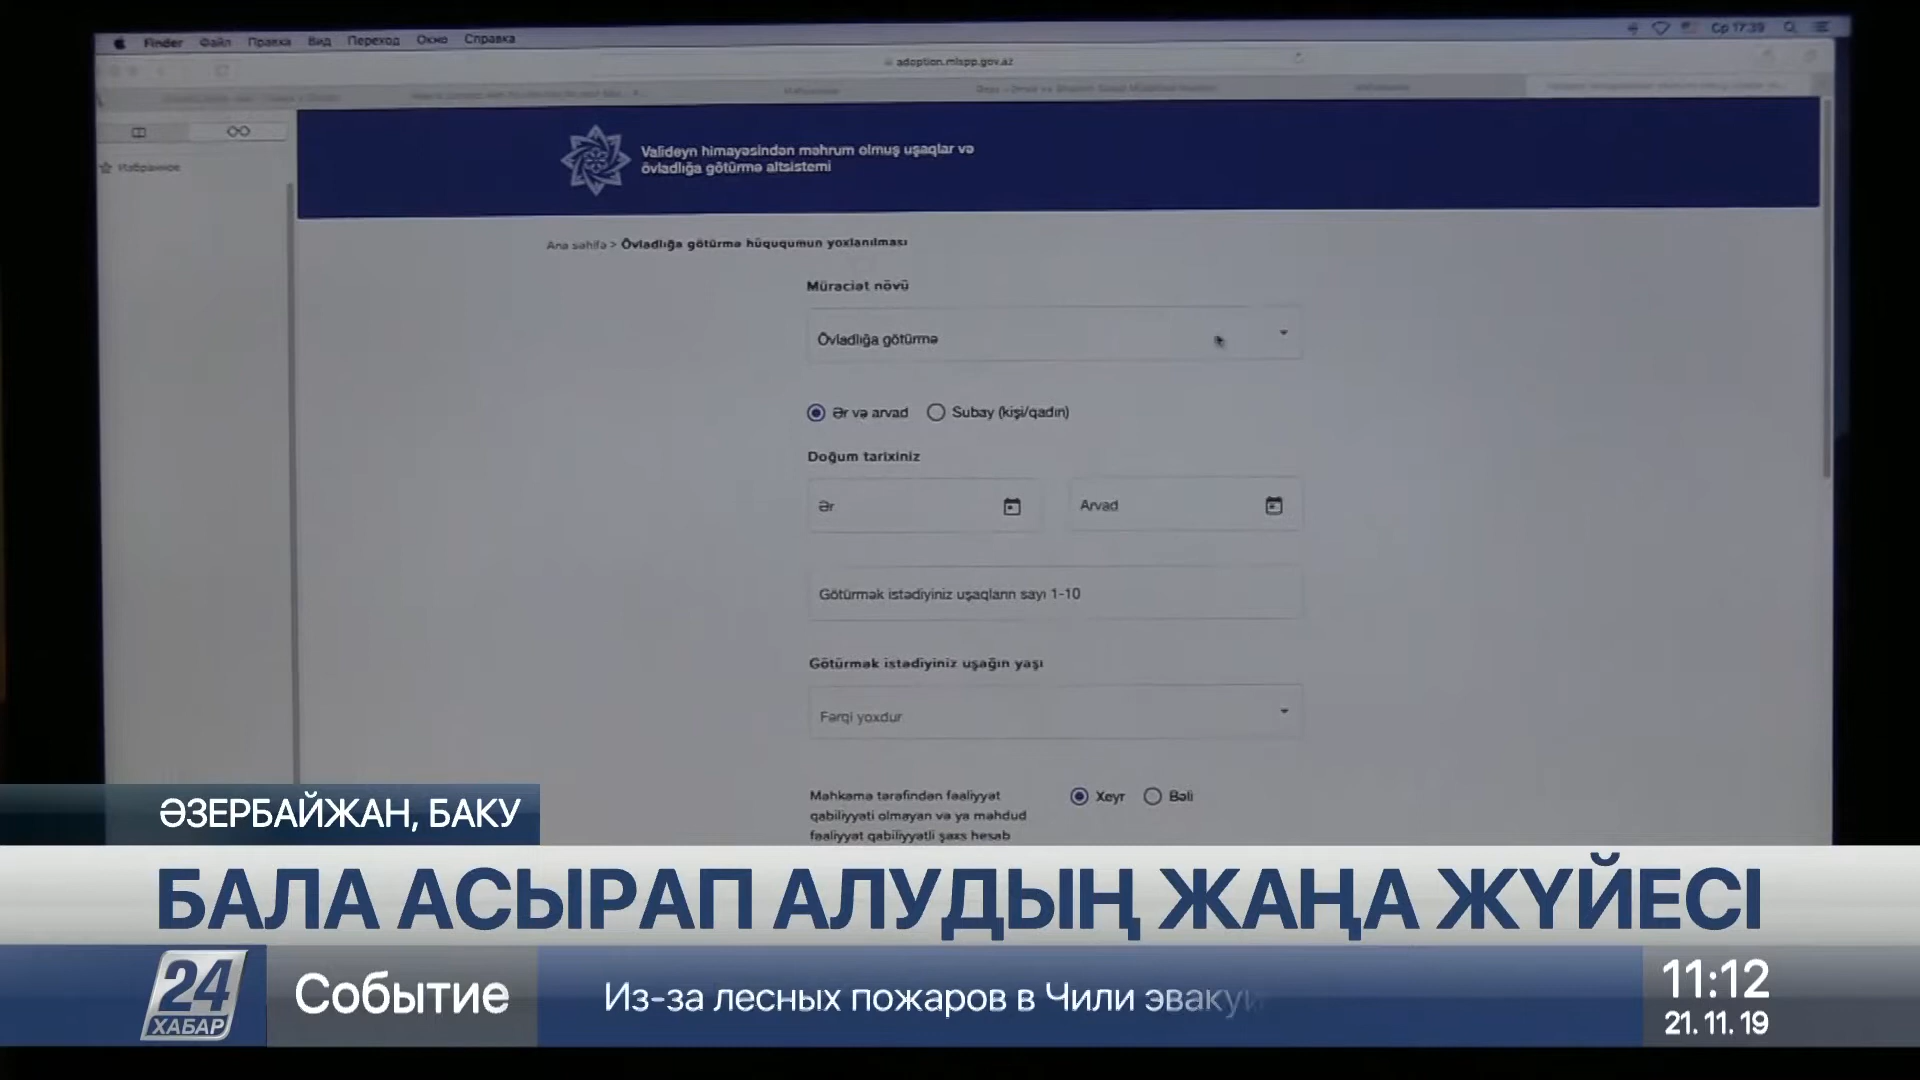 Finder Файл Правка Вид Переход Окно Справка
Ср 17:39
adoption.mlspp.gov.az
Избранное
Valideyn himayəsindən məhrum olmuş uşaqlar və
övladlığa götürmə altsistemi
Ana səhifə > Övladlığa götürmə hüququmun yoxlanılması
Müraciət növü
Övladlığa götürmə
Ər və arvad
Subay (kişi/qadın)
Doğum tarixiniz
Ər
Arvad
Götürmək istədiyiniz uşaqların sayı 1-10
Götürmək istədiyiniz uşağın yaşı
Fərqi yoxdur
Məhkəmə tərəfindən fəaliyyət
qabiliyyəti olmayan və ya məhdud
fəaliyyət qabiliyyətli şəxs hesab
Xeyr
Bəli
ӘЗЕРБАЙЖАН, БАКУ
БАЛА АСЫРАП АЛУДЫҢ ЖАҢА ЖҮЙЕСІ
24
ХАБАР
Событие
Из-за лесных пожаров в Чили эвакуи
11:12
21.11.19